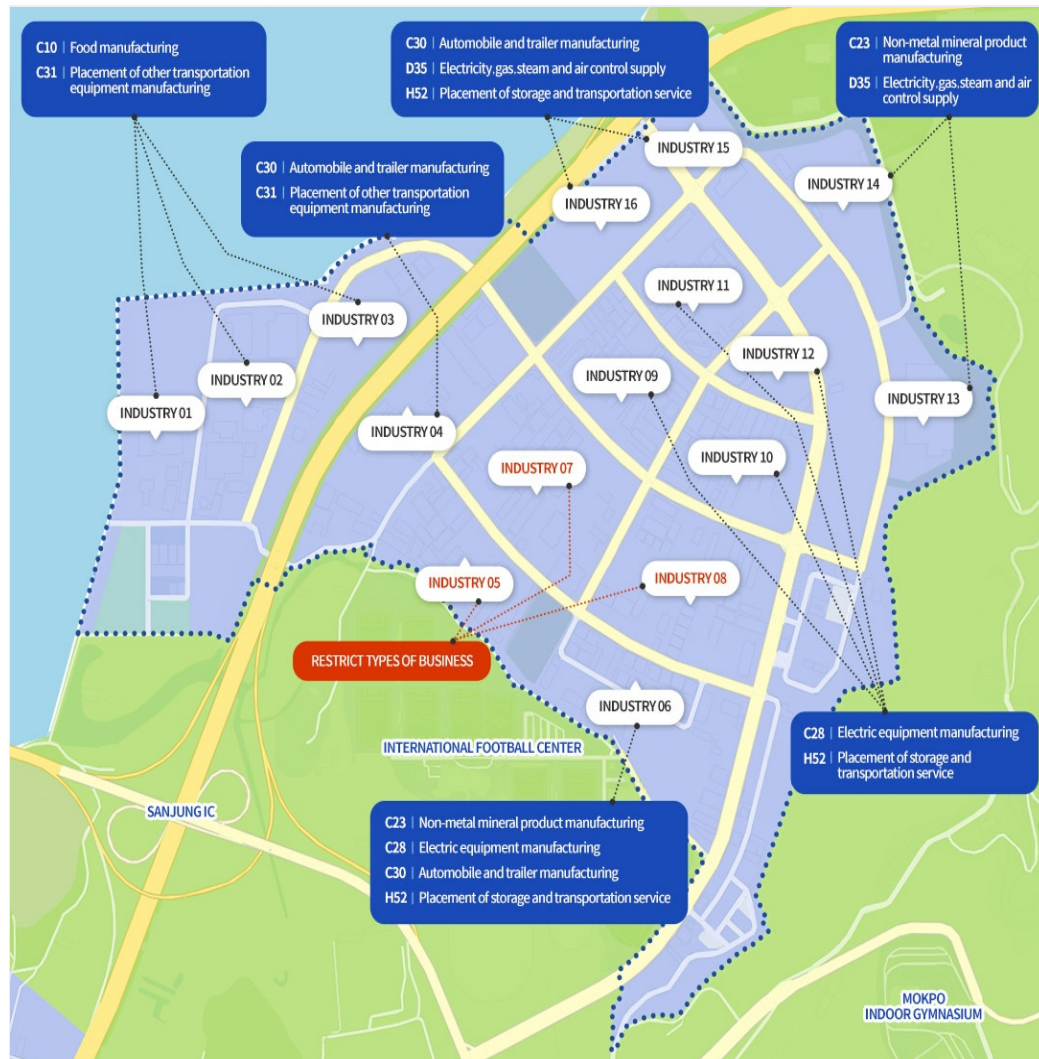 C10 | Food manufacturing
C31 | Placement of other transportation
equipment manufacturing
C30 | Automobile and trailer manufacturing
D35 | Electricity.gas.steam and air control supply
H52 | Placement of storage and transportation service
C23 | Non-metal mineral product
manufacturing
D35 | Electricity.gas.steam and air
control supply
C30 | Automobile and trailer manufacturing
C31 | Placement of other transportation
equipment manufacturing
INDUSTRY 15
INDUSTRY 14
INDUSTRY 16
INDUSTRY 11
INDUSTRY 03
INDUSTRY 12
INDUSTRY 02
INDUSTRY 09
INDUSTRY 13
INDUSTRY 01
INDUSTRY 04
INDUSTRY 10
INDUSTRY 07
INDUSTRY 05
INDUSTRY 08
RESTRICT TYPES OF BUSINESS
INDUSTRY 06
INTERNATIONAL FOOTBALL CENTER
C28 | Electric equipment manufacturing
H52 | Placement of storage and
transportation service
SANJUNG IC
C23 | Non-metal mineral product manufacturing
C28 | Electric equipment manufacturing
C30 | Automobile and trailer manufacturing
H52 | Placement of storage and transportation service
MOKPO
INDOOR GYMNASIUM